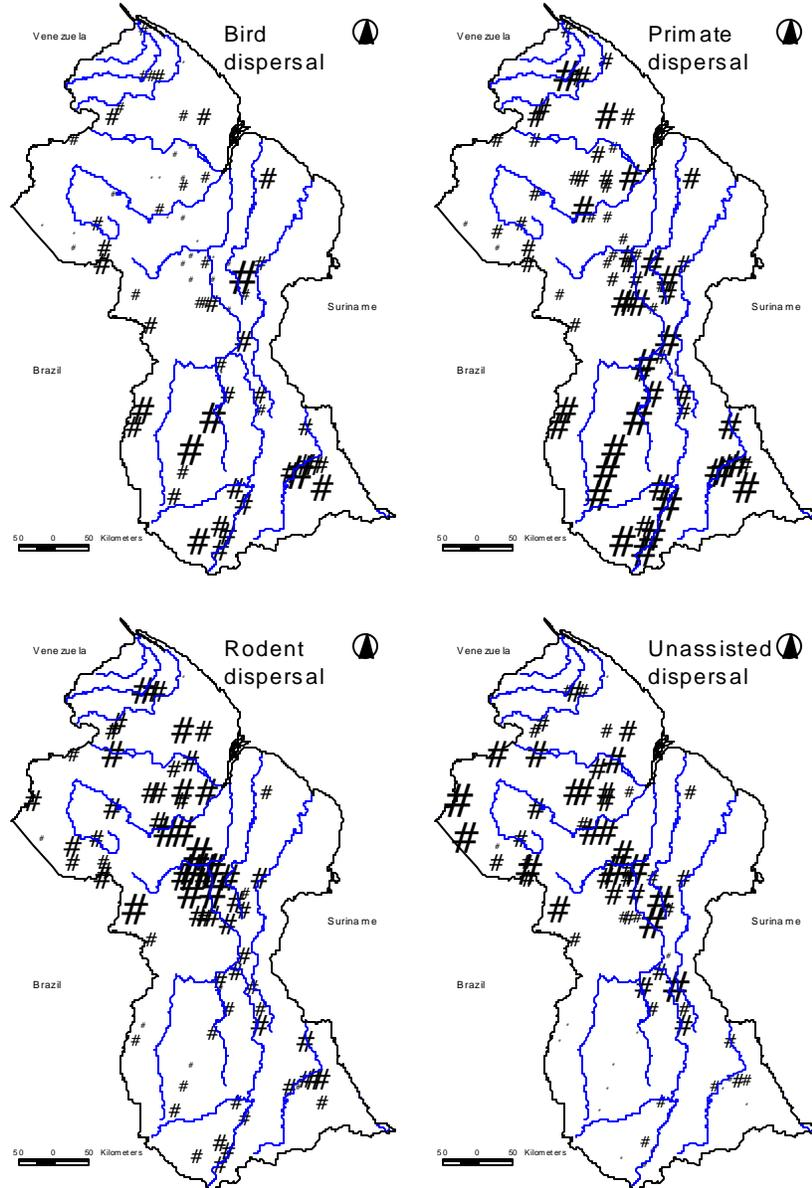 Venezuela
Bird
dispersal
Suriname
Brazil
50 0 50 Kilometers
Venezuela
Primate
dispersal
Suriname
Brazil
50 0 50 Kilometers
Venezuela
Rodent
dispersal
Suriname
Brazil
50 0 50 Kilometers
Venezuela
Unassisted
dispersal
Suriname
Brazil
50 0 50 Kilometers